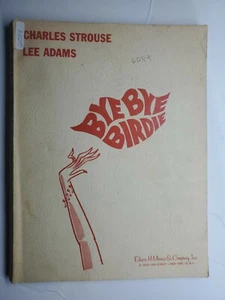 CHARLES STROUSE
LEE ADAMS
BYE BYE
BIRDIE
Edwin H. Morris & Company, Inc.